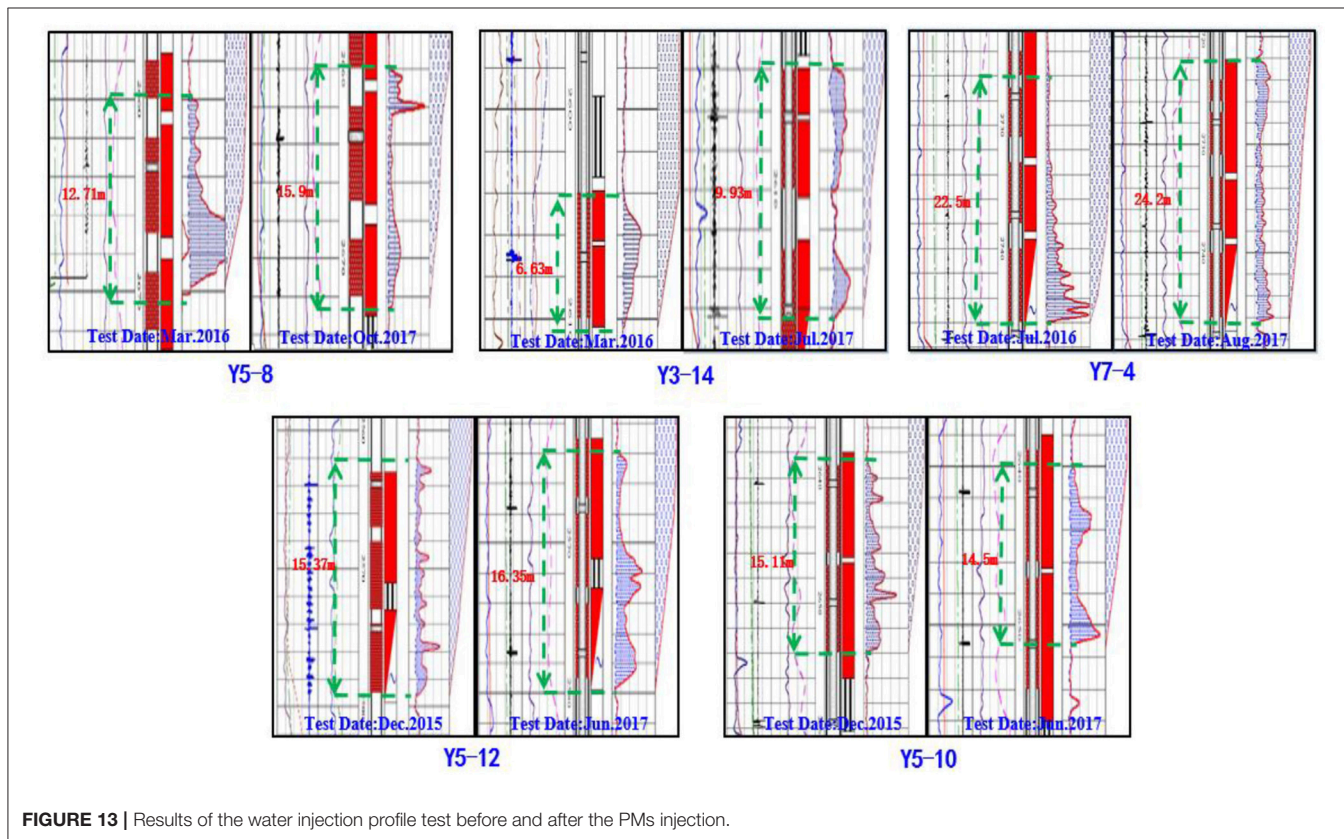 12.71m
15.9m
Test Date:Mar.2016
Test Date:Oct.2017
Y5-8
6.63m
9.93m
Test Date:Mar.2016
Test Date:Jul.2017
Y3-14
22.5m
2730
2740
24.2m
Test Date:Jul.2016
Test Date:Aug.2017
Y7-4
15.37m
16.35m
Test Date:Dec.2015
Test Date:Jun.2017
Y5-12
15.11m
14.5m
Test Date:Dec.2015
Test Date:Jun.2017
Y5-10
FIGURE 13 | Results of the water injection profile test before and after the PMs injection.